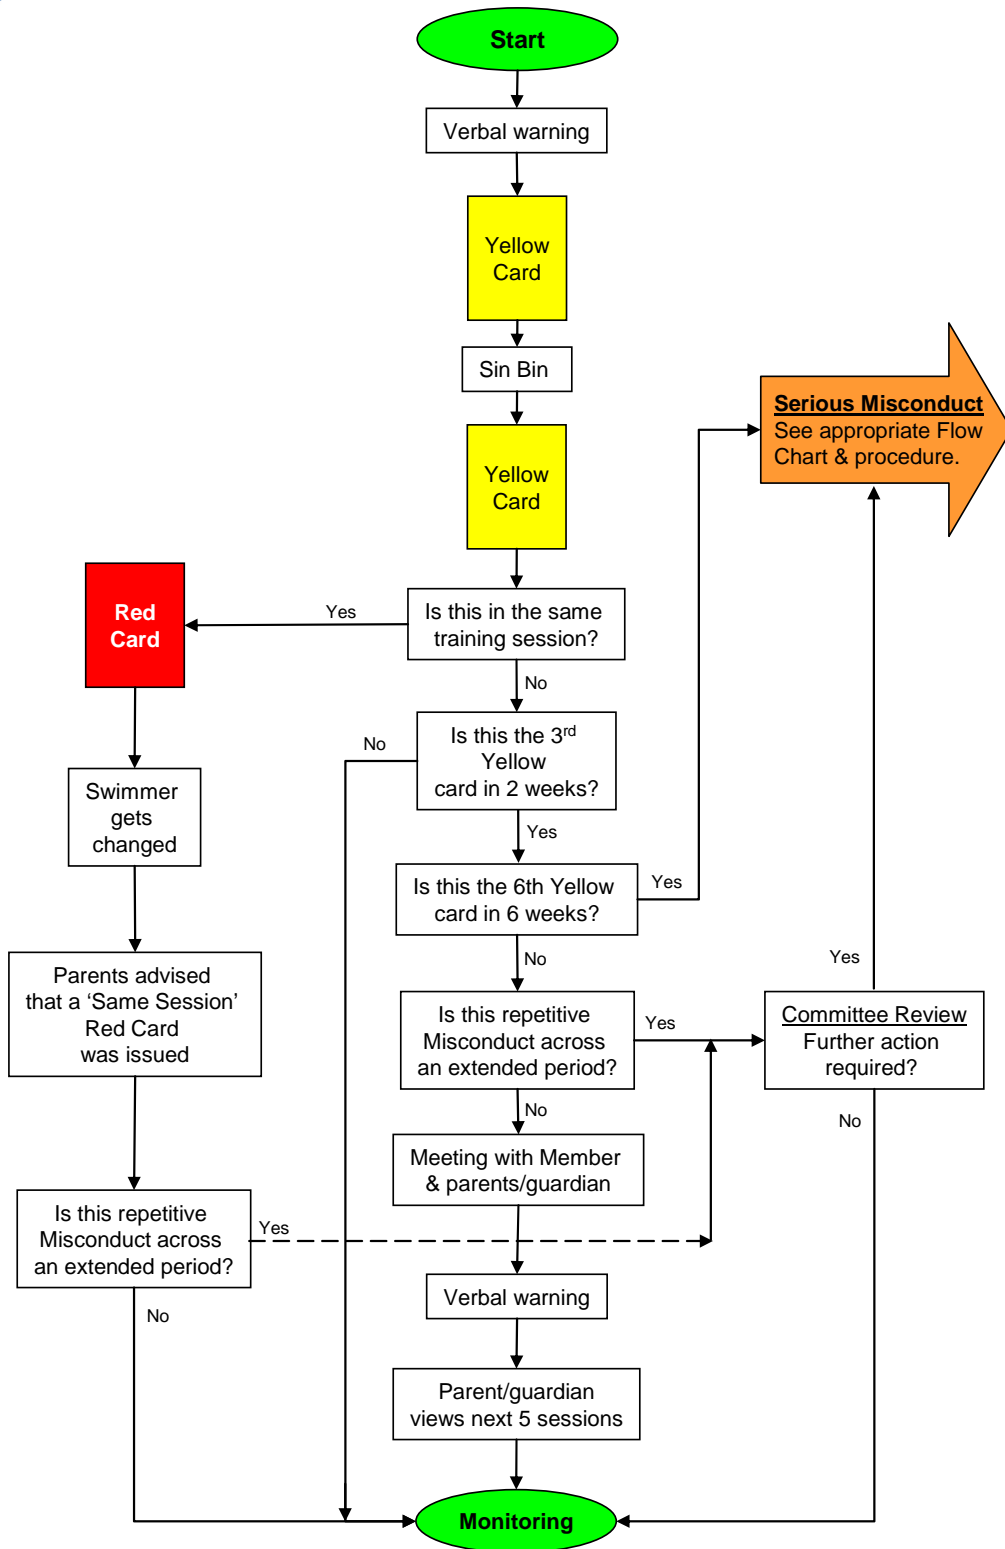 Start
Verbal warning
Yellow
Card
Sin Bin
Serious Misconduct
See appropriate Flow
Chart & procedure.
Yellow
Card
Red
Card
Yes
Is this in the same
training session?
No
No
Is this the 3rd
Yellow
card in 2 weeks?
Swimmer
gets
changed
Yes
Is this the 6th Yellow
card in 6 weeks?
Yes
No
Yes
Parents advised
that a ‘Same Session’
Red Card
was issued
Is this repetitive
Misconduct across
an extended period?
Yes
Committee Review
Further action
required?
No
No
Meeting with Member
& parents/guardian
Is this repetitive
Misconduct across
an extended period?
Yes
Verbal warning
No
Parent/guardian
views next 5 sessions
Monitoring